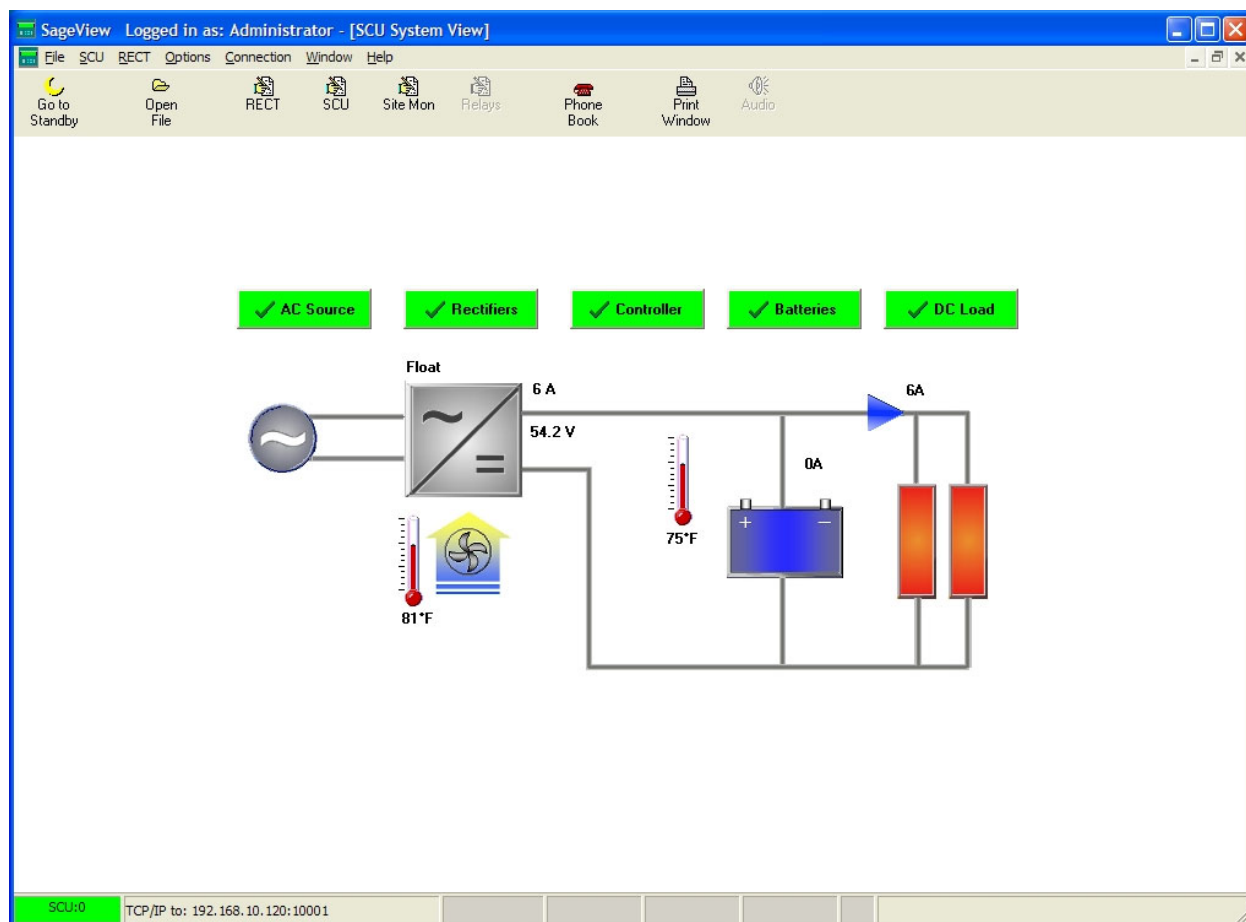 SageView Logged in as: Administrator - [SCU System View]
File SCU RECT Options Connection Window Help
Go to Standby
Open File
RECT
SCU
Site Mon
Relays
Phone Book
Print Window
Audio
AC Source
Rectifiers
Controller
Batteries
DC Load
Float
6 A
6A
54.2 V
0A
+ −
75°F
81°F
SCU:0
TCP/IP to: 192.168.10.120:10001